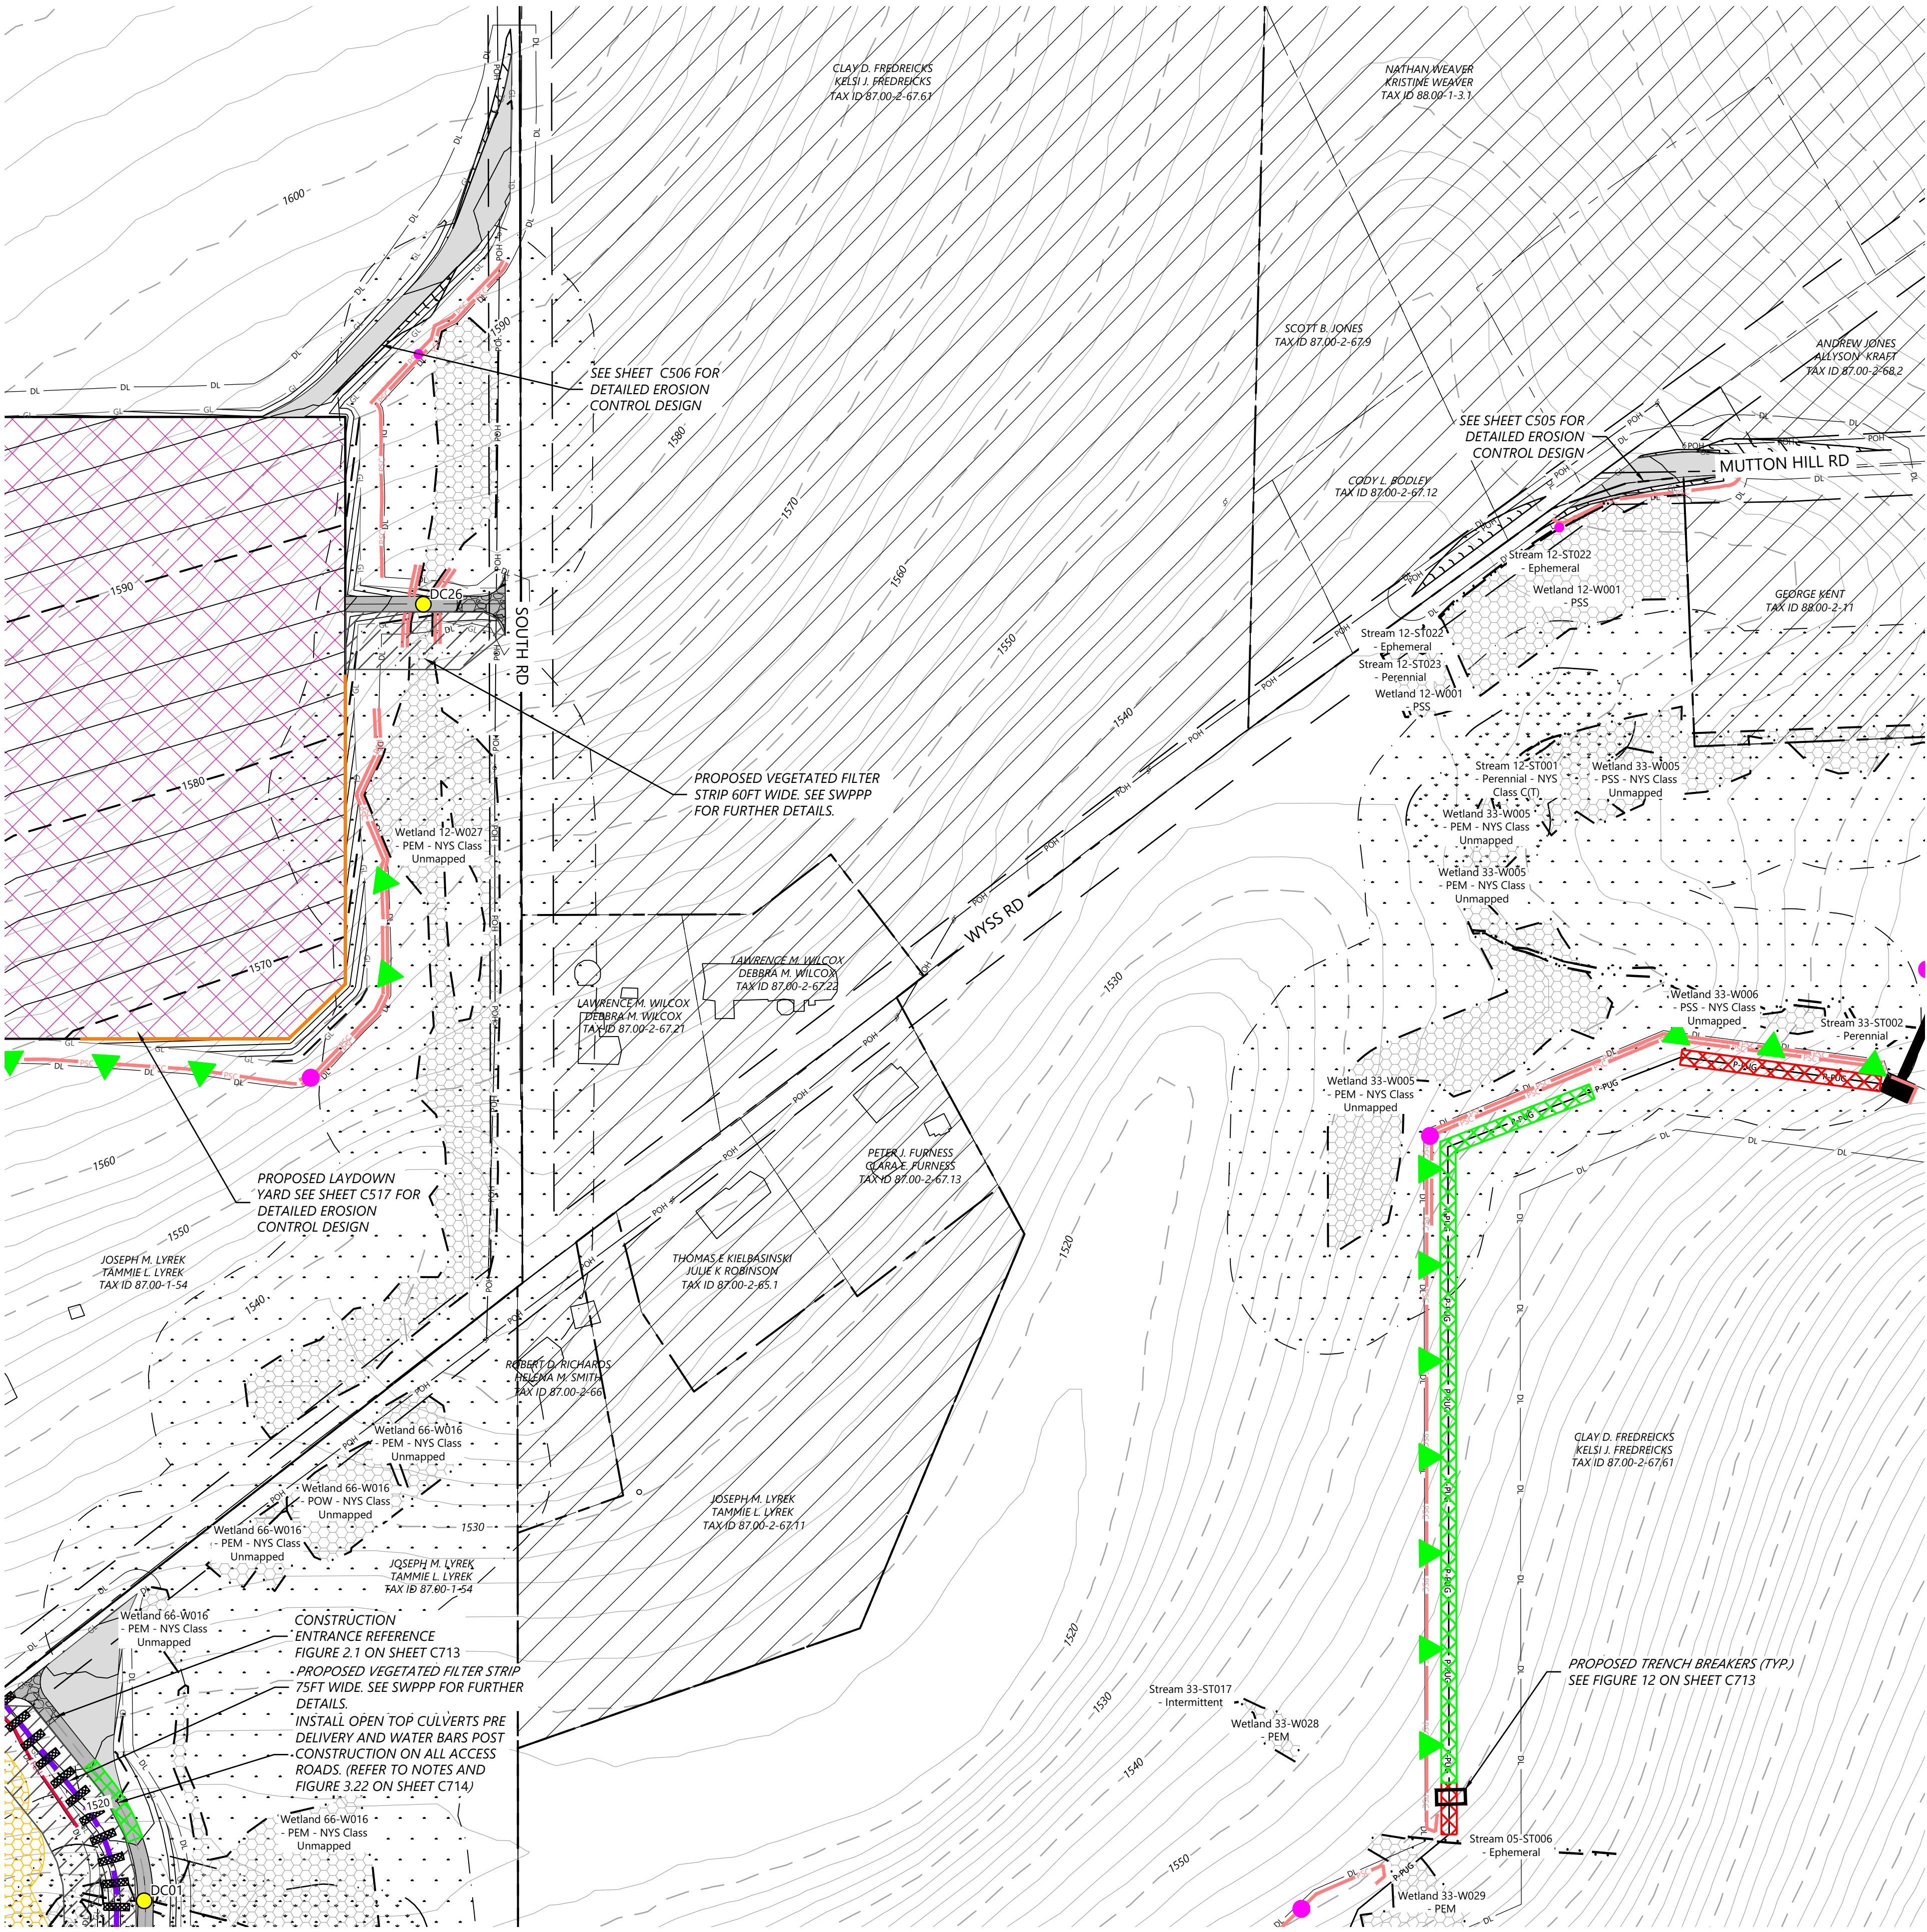 CLAY D. FREDREICKS
KELSI J. FREDREICKS
TAX ID 87.00-2-67.61
NATHAN WEAVER
KRISTINE WEAVER
TAX ID 88.00-1-3.1
1600
1590
SEE SHEET C506 FOR
DETAILED EROSION
CONTROL DESIGN
1580
1570
1560
1550
1540
1530
1520
SCOTT B. JONES
TAX ID 87.00-2-67.9
ANDREW JONES
ALLYSON KRAFT
TAX ID 87.00-2-68.2
SEE SHEET C505 FOR
DETAILED EROSION
CONTROL DESIGN
MUTTON HILL RD
CODY L. BODLEY
TAX ID 87.00-2-67.12
Stream 12-ST022
- Ephemeral
Wetland 12-W001
- PSS
GEORGE KENT
TAX ID 88.00-2-11
Stream 12-ST022
- Ephemeral
Stream 12-ST023
- Perennial
Wetland 12-W001
- PSS
DC26
SOUTH RD
1590
1580
1570
PROPOSED VEGETATED FILTER
STRIP 60FT WIDE. SEE SWPPP
FOR FURTHER DETAILS.
Stream 12-ST001
- Perennial - NYS
Class C(T)
Wetland 33-W005
- PSS - NYS Class
Unmapped
Wetland 33-W005
- PEM - NYS Class
Unmapped
Wetland 33-W005
- PEM - NYS Class
Unmapped
Wetland 12-W027
- PEM - NYS Class
Unmapped
WYSS RD
LAWRENCE M. WILCOX
DEBBRA M. WILCOX
TAX ID 87.00-2-67.22
LAWRENCE M. WILCOX
DEBBRA M. WILCOX
TAX ID 87.00-2-67.21
Wetland 33-W006
- PSS - NYS Class
Unmapped
Stream 33-ST002
- Perennial
Wetland 33-W005
- PEM - NYS Class
Unmapped
PETER J. FURNESS
CLARA E. FURNESS
TAX ID 87.00-2-67.13
1560
1550
1540
PROPOSED LAYDOWN
YARD SEE SHEET C517 FOR
DETAILED EROSION
CONTROL DESIGN
JOSEPH M. LYREK
TAMMIE L. LYREK
TAX ID 87.00-1-54
THOMAS E KIELBASINSKI
JULIE K ROBINSON
TAX ID 87.00-2-65.1
ROBERT D. RICHARDS
HELENA M. SMITH
TAX ID 87.00-2-66
Wetland 66-W016
- PEM - NYS Class
Unmapped
Wetland 66-W016
- POW - NYS Class
Unmapped
1530
Wetland 66-W016
- PEM - NYS Class
Unmapped
JOSEPH M. LYREK
TAMMIE L. LYREK
TAX ID 87.00-2-67.11
JOSEPH M. LYREK
TAMMIE L. LYREK
TAX ID 87.00-1-54
CLAY D. FREDREICKS
KELSI J. FREDREICKS
TAX ID 87.00-2-67.61
Wetland 66-W016
- PEM - NYS Class
Unmapped
CONSTRUCTION
ENTRANCE REFERENCE
FIGURE 2.1 ON SHEET C713
PROPOSED VEGETATED FILTER STRIP
75FT WIDE. SEE SWPPP FOR FURTHER
DETAILS.
INSTALL OPEN TOP CULVERTS PRE
DELIVERY AND WATER BARS POST
CONSTRUCTION ON ALL ACCESS
ROADS. (REFER TO NOTES AND
FIGURE 3.22 ON SHEET C714)
1520
1520
1530
1540
1550
PROPOSED TRENCH BREAKERS (TYP.)
SEE FIGURE 12 ON SHEET C713
Stream 33-ST017
- Intermittent
Wetland 33-W028
- PEM
Wetland 66-W016
- PEM - NYS Class
Unmapped
DC01
Stream 05-ST006
- Ephemeral
Wetland 33-W029
- PEM
P-PUG
POH
DL
GL
PSC